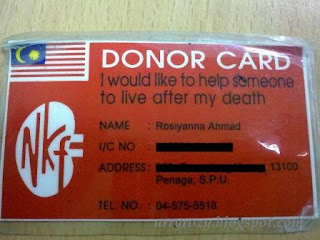 DONOR CARD
I would like to help someone
to live after my death
NKF
NAME : Rosiyanna Ahmad
I/C NO :
ADDRESS : 13100
Penaga, S.P.U.
TEL. NO. : 04-575-5518